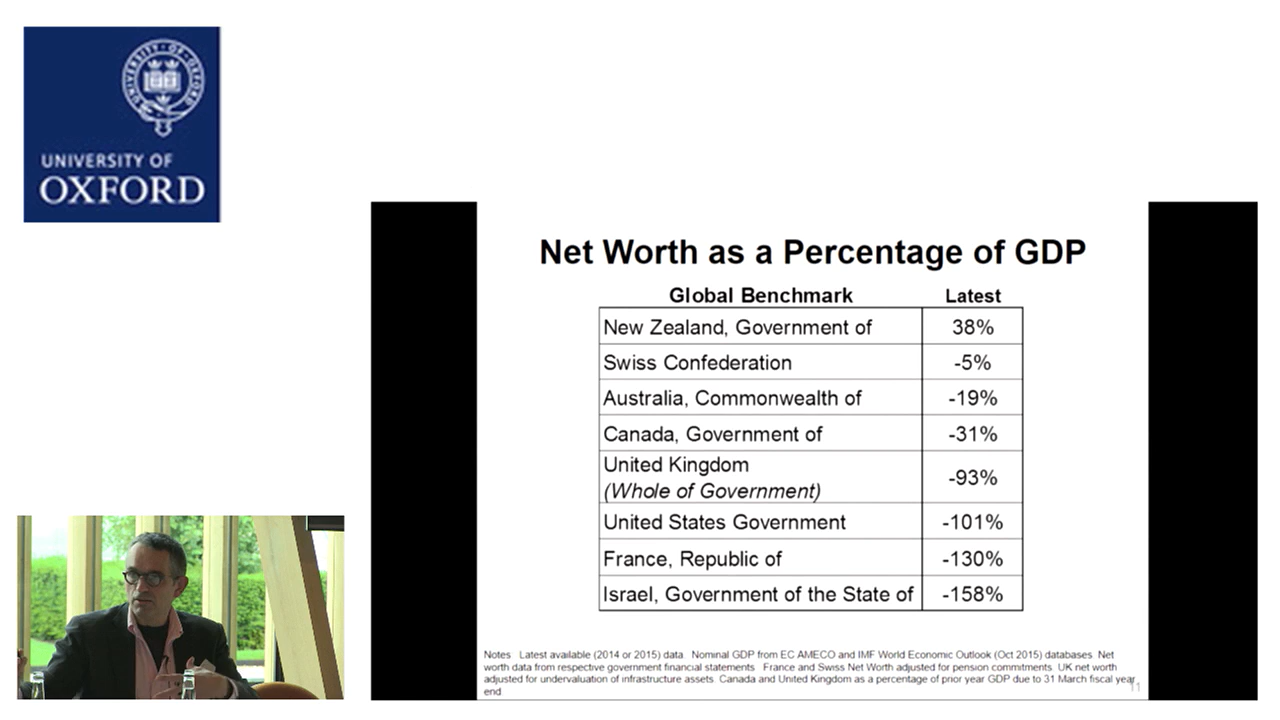 UNIVERSITY OF
OXFORD
Net Worth as a Percentage of GDP
Global Benchmark Latest
New Zealand, Government of 38%
Swiss Confederation -5%
Australia, Commonwealth of -19%
Canada, Government of -31%
United Kingdom
(Whole of Government) -93%
United States Government -101%
France, Republic of -130%
Israel, Government of the State of -158%
Notes Latest available (2014 or 2015) data. Nominal GDP from EC AMECO and IMF World Economic Outlook (Oct 2015) databases. Net
worth data from respective government financial statements. France and Swiss Net Worth adjusted for pension commitments. UK net worth
adjusted for undervaluation of infrastructure assets. Canada and United Kingdom as a percentage of prior year GDP due to 31 March fiscal year
end
11